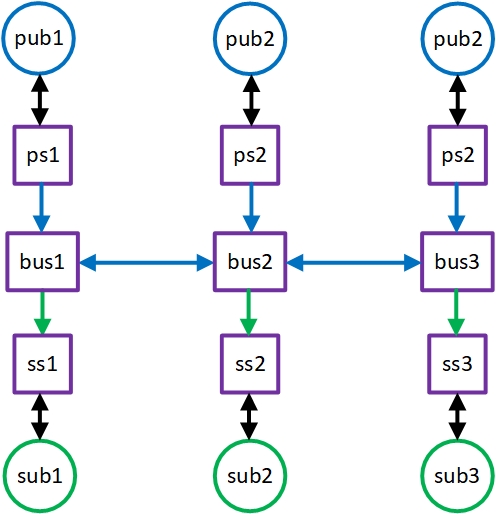 pub1 pub2 pub2
ps1 ps2 ps2
bus1 bus2 bus3
ss1 ss2 ss3
sub1 sub2 sub3